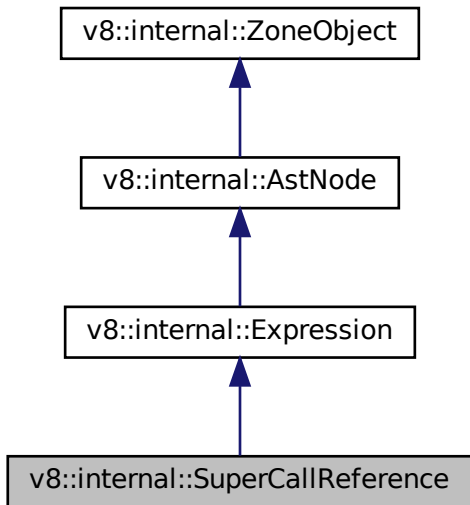 v8::internal::ZoneObject
v8::internal::AstNode
v8::internal::Expression
v8::internal::SuperCallReference